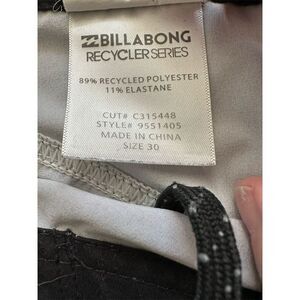 BILLABONG
RECYCLER SERIES
89% RECYCLED POLYESTER
11% ELASTANE
CUT# C315448
STYLE# 9551405
MADE IN CHINA
SIZE 30